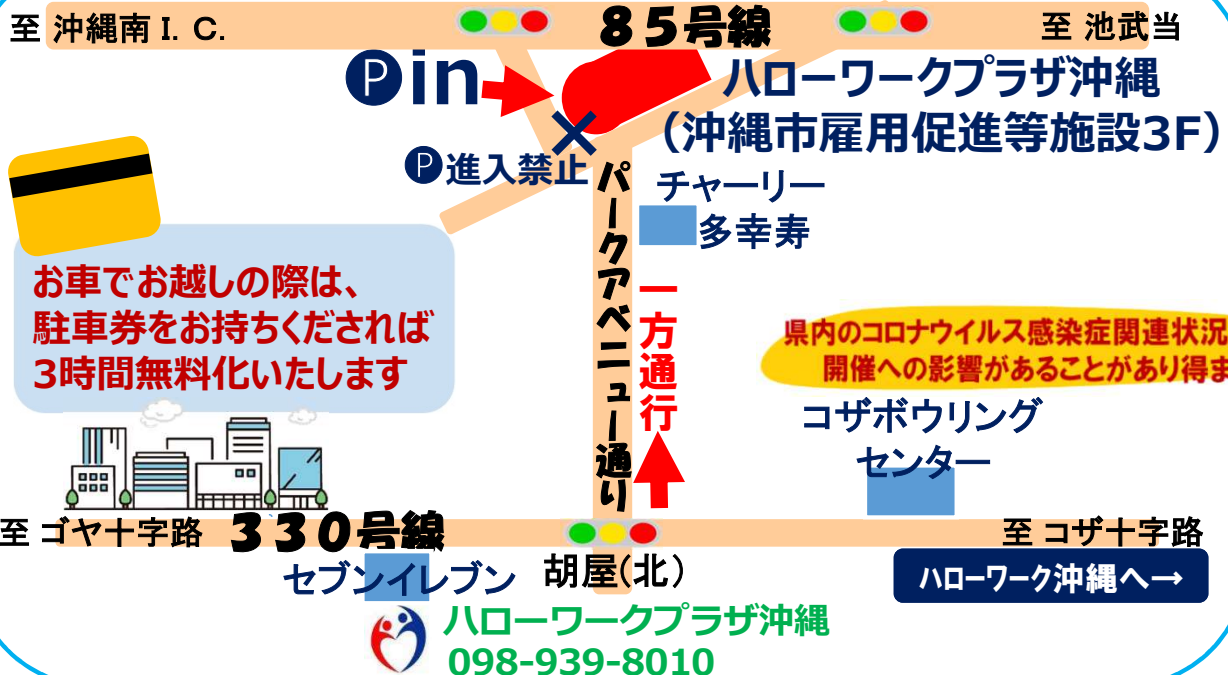 至 沖縄南 I. C.
85号線
至 池武当
Pin
ハローワークプラザ沖縄
(沖縄市雇用促進等施設3F)
P進入禁止
チャーリー
多幸寿
パークアベニュー通り
一方通行
お車でお越しの際は、
駐車券をお持ちくだされば
3時間無料化いたします
県内のコロナウイルス感染症関連状況
開催への影響があることがあり得ま
コザボウリング
センター
至 ゴヤ十字路
330号線
至 コザ十字路
セブンイレブン
胡屋(北)
ハローワーク沖縄へ→
ハローワークプラザ沖縄
098-939-8010